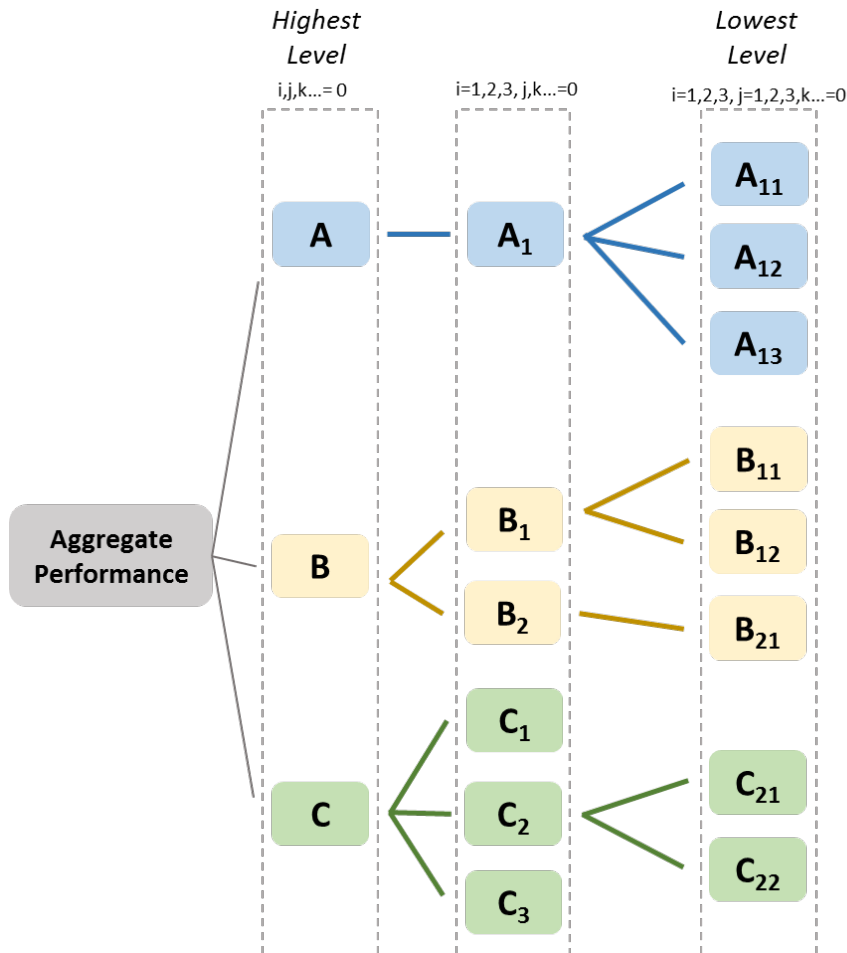 Highest
Level
i,j,k...= 0
i=1,2,3, j,k...=0
Lowest
Level
i=1,2,3, j=1,2,3,k...=0
Aggregate
Performance
A
A₁
A₁₁
A₁₂
A₁₃
B
B₁
B₂
B₁₁
B₁₂
B₂₁
C
C₁
C₂
C₃
C₂₁
C₂₂